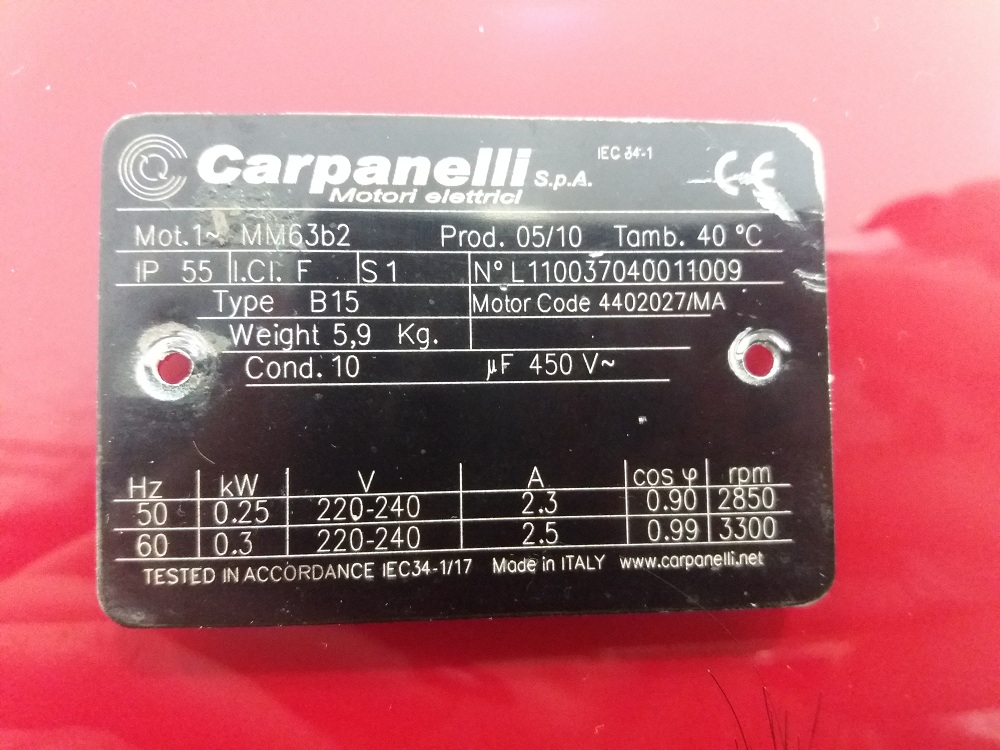 Carpanelli S.p.A. IEC 34-1 CE
Motori elettrici
Mot.1~ MM63b2 Prod. 05/10 Tamb. 40 °C
IP 55 I.Cl. F S1 N° L110037040011009
Type B15 Motor Code 4402027/MA
Weight 5,9 Kg.
Cond. 10 µF 450 V~
Hz kW V A cos φ rpm
50 0.25 220-240 2.3 0.90 2850
60 0.3 220-240 2.5 0.99 3300
TESTED IN ACCORDANCE IEC34-1/17 Made in ITALY www.carpanelli.net